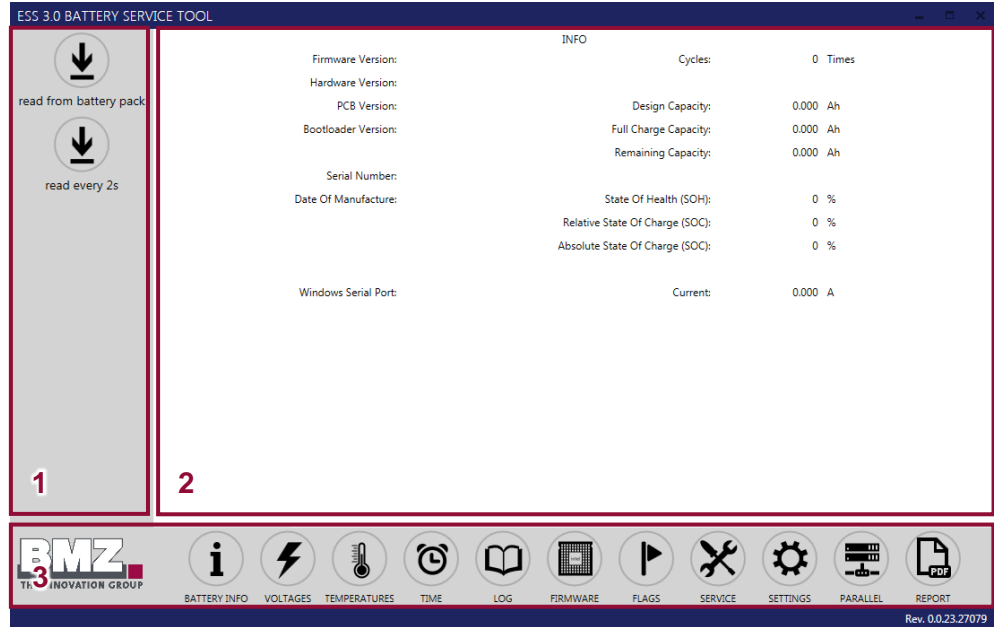 ESS 3.0 BATTERY SERVICE TOOL
read from battery pack
read every 2s
1
INFO
Firmware Version:
Cycles: 0 Times
Hardware Version:
PCB Version:
Design Capacity: 0.000 Ah
Bootloader Version:
Full Charge Capacity: 0.000 Ah
Remaining Capacity: 0.000 Ah
Serial Number:
Date Of Manufacture:
State Of Health (SOH): 0 %
Relative State Of Charge (SOC): 0 %
Absolute State Of Charge (SOC): 0 %
Windows Serial Port:
Current: 0.000 A
2
BMZ
3
INNOVATION GROUP
PDF
BATTERY INFO VOLTAGES TEMPERATURES TIME LOG FIRMWARE FLAGS SERVICE SETTINGS PARALLEL REPORT
Rev. 0.0.23.27079